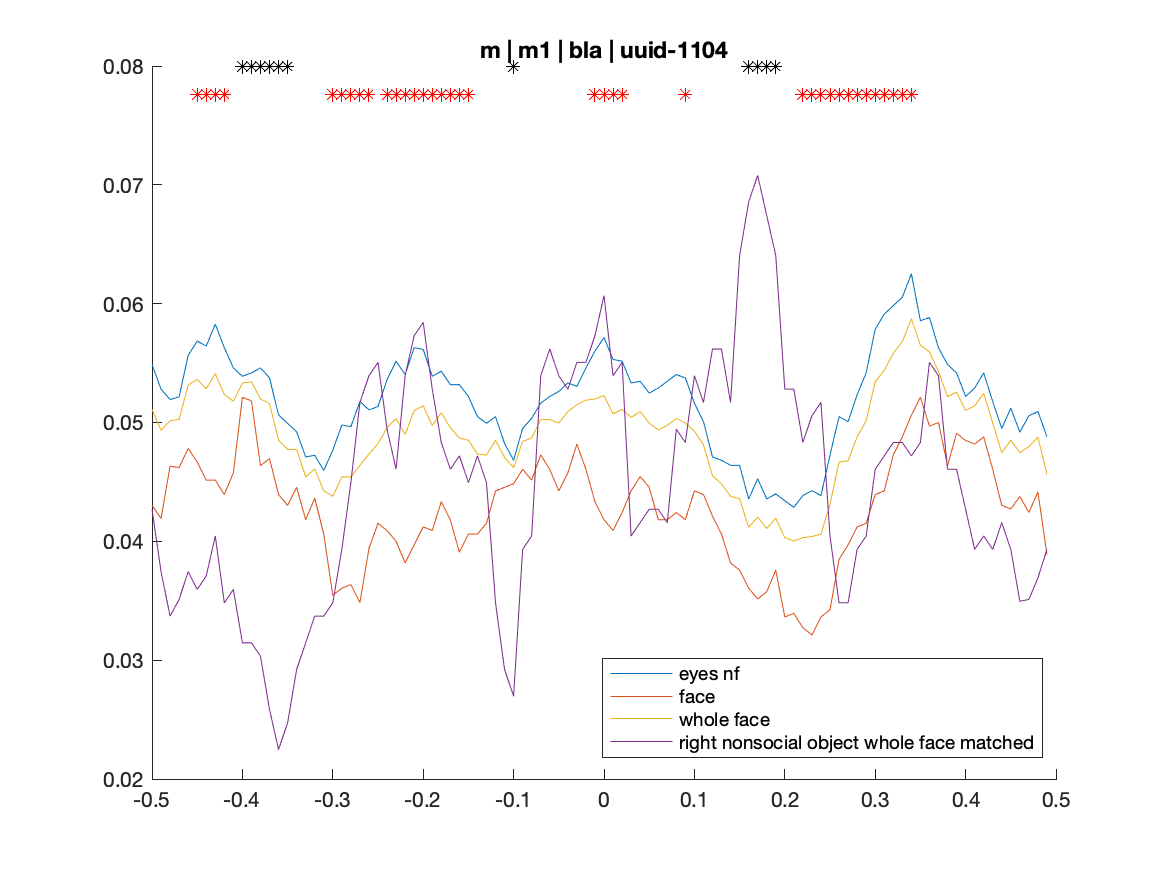 m | m1 | bla | uuid-1104
0.08
0.07
0.06
0.05
0.04
0.03
0.02
-0.5 -0.4 -0.3 -0.2 -0.1 0 0.1 0.2 0.3 0.4 0.5
eyes nf
face
whole face
right nonsocial object whole face matched